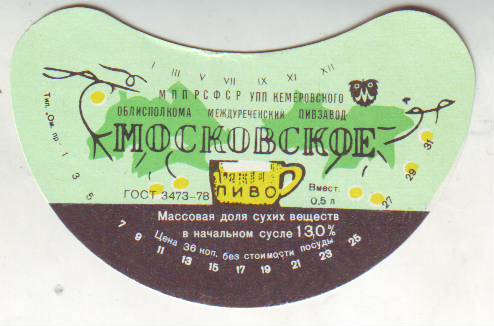 I III V VII IX XI XII
МППРСФСР УПП КЕМЕРОВСКОГО
ОБЛИСПОЛКОМА МЕЖДУРЕЧЕНСКИЙ ПИВЗАВОД
МОСКОВСКОЕ
ПИВО
ГОСТ 3473-78
Вмест.
0,5 л
Массовая доля сухих веществ
в начальном сусле 13,0%
Цена 36 коп. без стоимости посуды
1 3 5 7 9 11 13 15 17 19 21 23 25 27 29 31